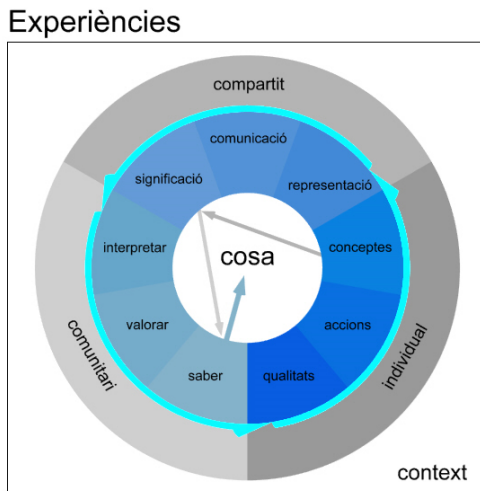 Experiències
compartit
comunicació
significació
representació
interpretar
cosa
conceptes
valorar
accions
comunitari
individual
saber
qualitats
context